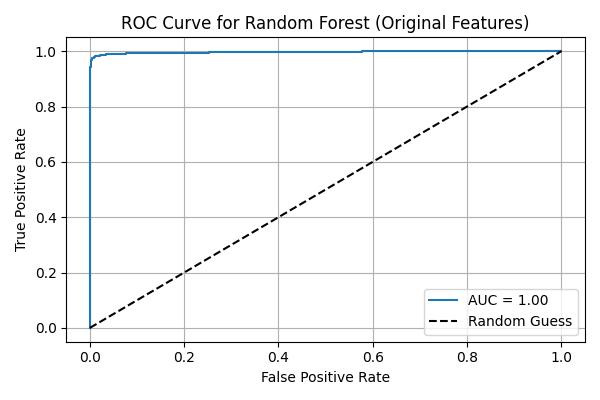 ROC Curve for Random Forest (Original Features)
True Positive Rate
1.0
0.8
0.6
0.4
0.2
0.0
0.0 0.2 0.4 0.6 0.8 1.0
False Positive Rate
AUC = 1.00
Random Guess